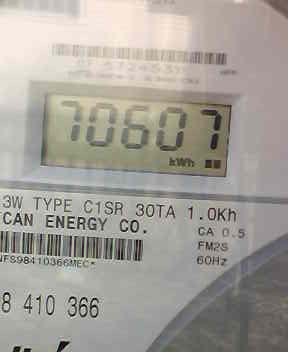 70607
kWh
3W TYPE C1SR 30TA 1.0Kh
CAN ENERGY CO.
CA 0.5
FM2S
NFS98410366MEC*
60Hz
8 410 366